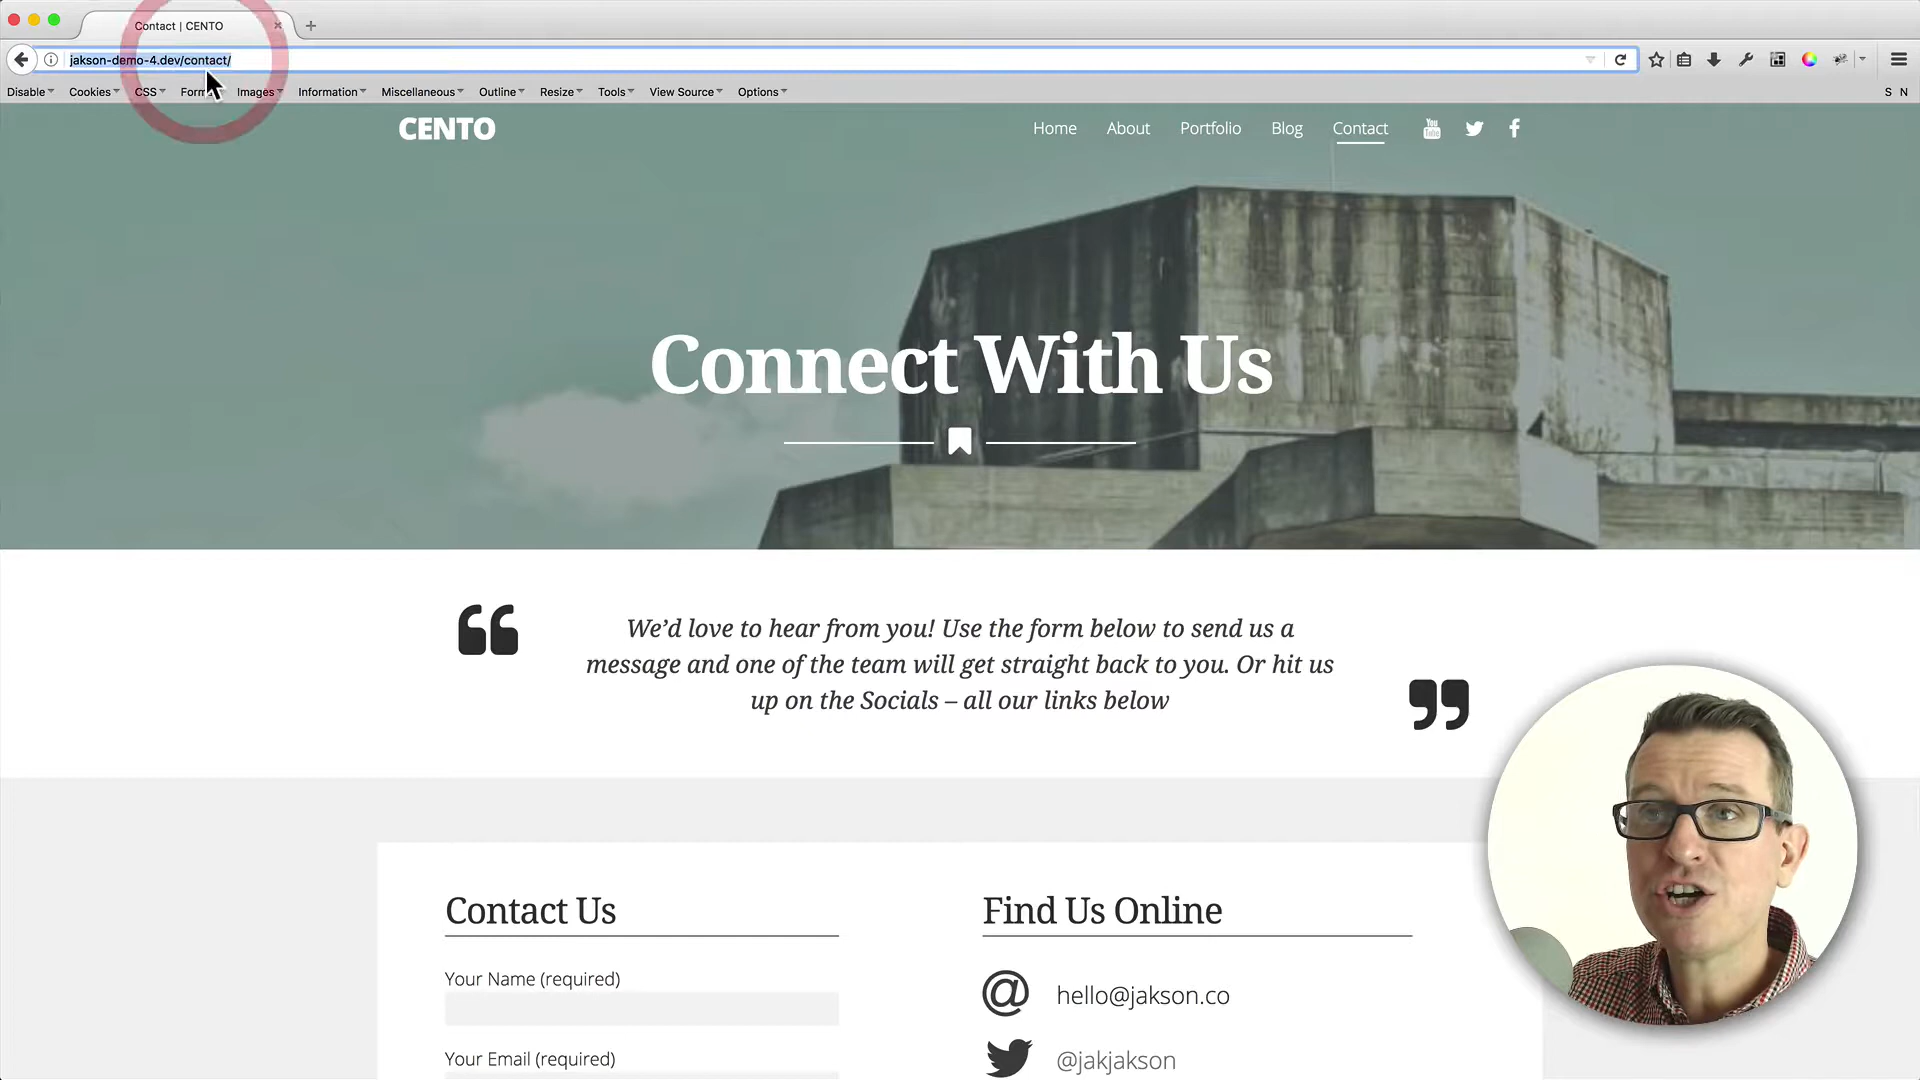 Contact | CENTO
jakson-demo-4.dev/contact/
Disable Cookies CSS Images Information Miscellaneous Outline Resize Tools View Source Options S N
CENTO Home About Portfolio Blog Contact You Tube
Connect With Us
We’d love to hear from you! Use the form below to send us a
message and one of the team will get straight back to you. Or hit us
up on the Socials – all our links below
Contact Us
Your Name (required)
Your Email (required)
Find Us Online
hello@jakson.co
@jakjakson